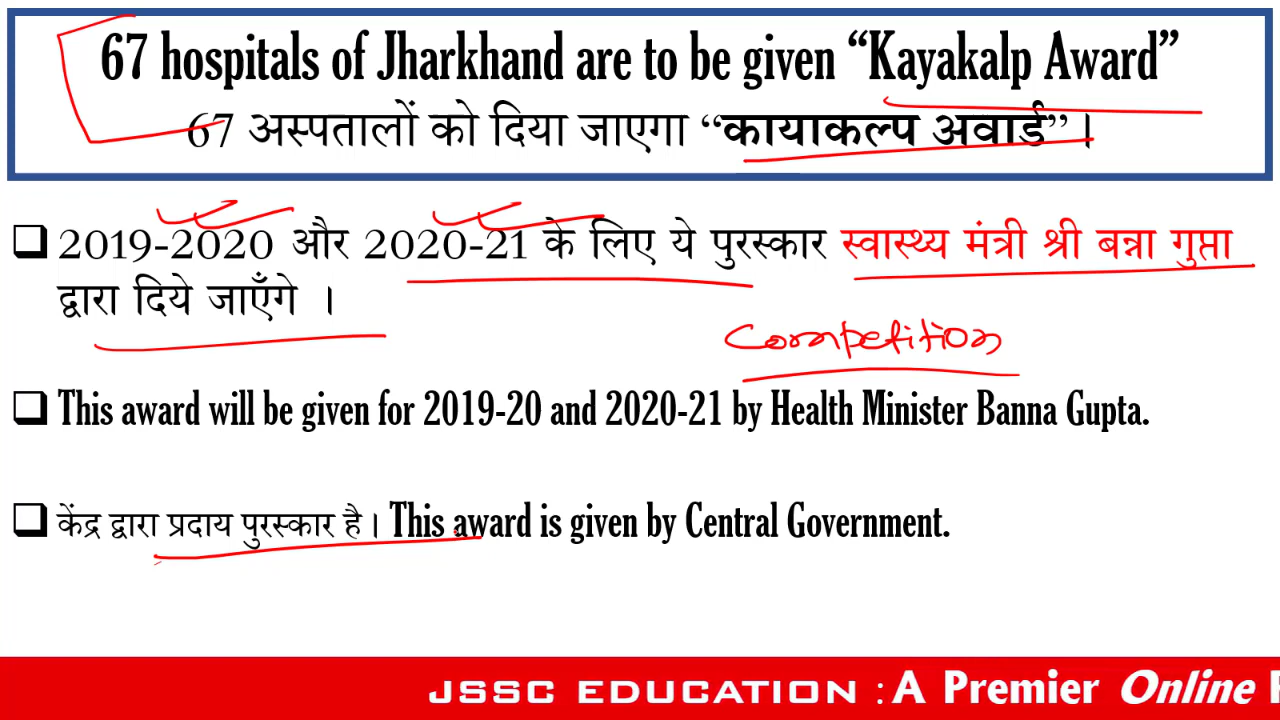 67 hospitals of Jharkhand are to be given “Kayakalp Award”
67 अस्पतालों को दिया जाएगा “कायाकल्प अवार्ड”।
❑ 2019-2020 और 2020-21 के लिए ये पुरस्कार स्वास्थ्य मंत्री श्री बन्ना गुप्ता
द्वारा दिये जाएँगे ।
Competition
❑ This award will be given for 2019-20 and 2020-21 by Health Minister Banna Gupta.
❑ केंद्र द्वारा प्रदाय पुरस्कार है। This award is given by Central Government.
JSSC EDUCATION : A Premier Online